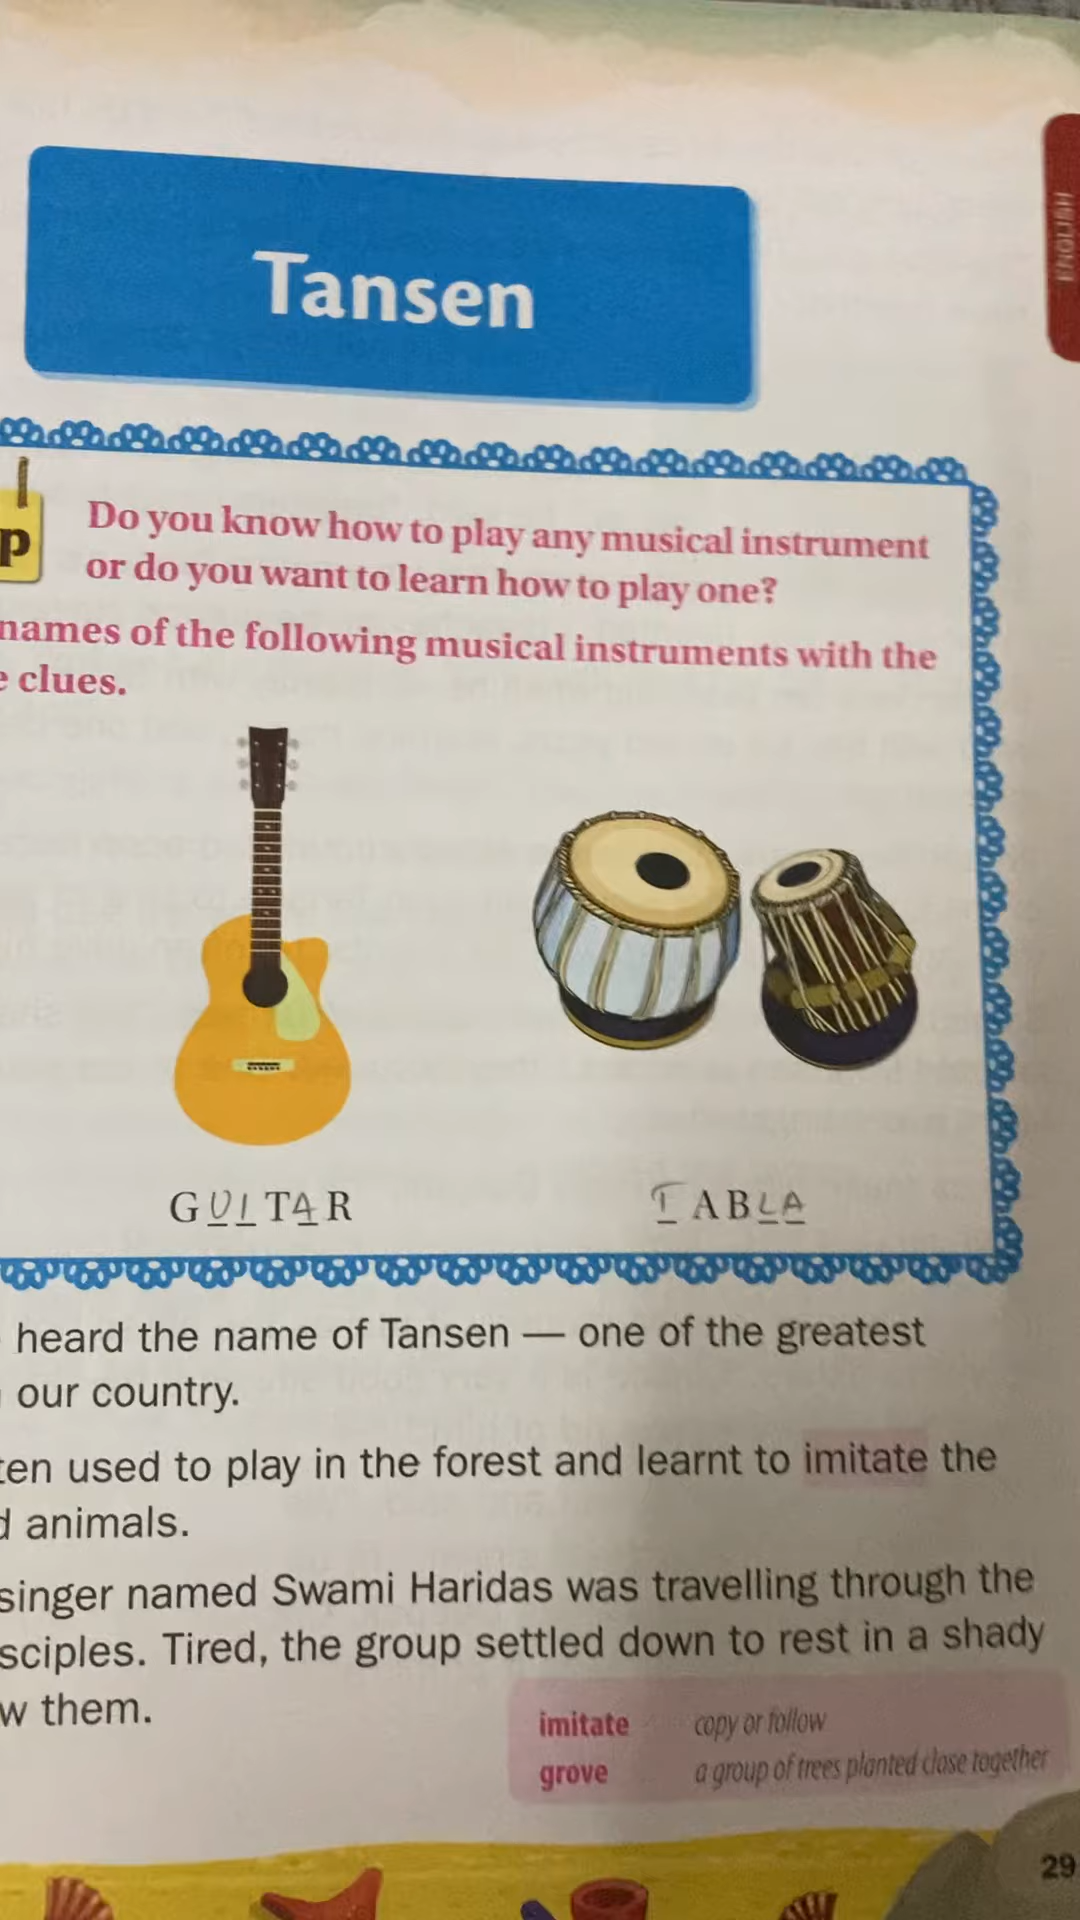 ENGLISH
Tansen
p
Do you know how to play any musical instrument
or do you want to learn how to play one?
names of the following musical instruments with the
clues.
GUITAR
TABLA
heard the name of Tansen — one of the greatest
our country.
ten used to play in the forest and learnt to imitate the
d animals.
singer named Swami Haridas was travelling through the
sciples. Tired, the group settled down to rest in a shady
w them.
imitate copy or follow
grove a group of trees planted close together
29